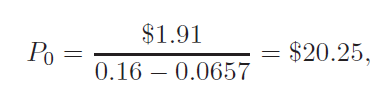 P₀ = $1.91 / (0.16 − 0.0657) = $20.25,